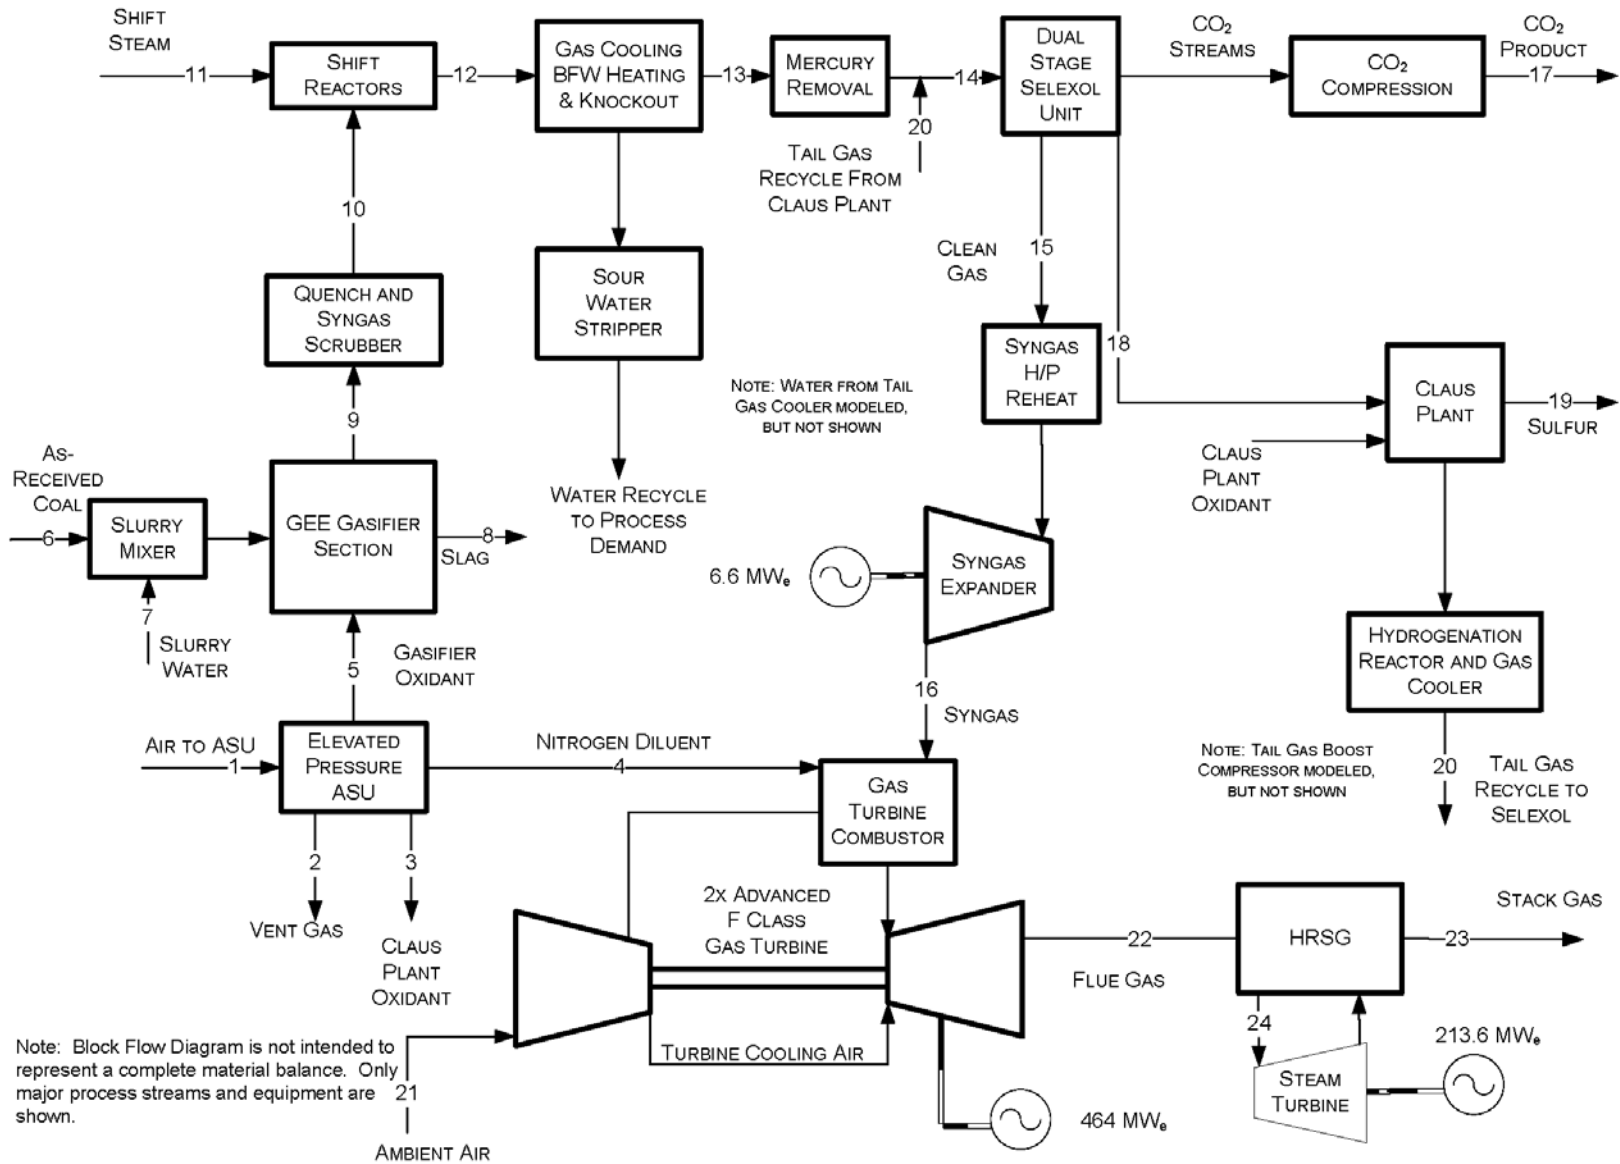 SHIFT
STEAM
11
SHIFT
REACTORS
12
GAS COOLING
BFW HEATING
& KNOCKOUT
13
MERCURY
REMOVAL
14
20
TAIL GAS
RECYCLE FROM
CLAUS PLANT
DUAL
STAGE
SELEXOL
UNIT
CO2
STREAMS
CO2
COMPRESSION
CO2
PRODUCT
17
10
QUENCH AND
SYNGAS
SCRUBBER
9
SOUR
WATER
STRIPPER
WATER RECYCLE
TO PROCESS
DEMAND
CLEAN
GAS
15
SYNGAS
H/P
REHEAT
18
NOTE: WATER FROM TAIL
GAS COOLER MODELED,
BUT NOT SHOWN
CLAUS
PLANT
19
SULFUR
CLAUS
PLANT
OXIDANT
AS-
RECEIVED
COAL
6
SLURRY
MIXER
7
SLURRY
WATER
GEE GASIFIER
SECTION
8
SLAG
5
GASIFIER
OXIDANT
6.6 MWe
SYNGAS
EXPANDER
16
SYNGAS
HYDROGENATION
REACTOR AND GAS
COOLER
NOTE: TAIL GAS BOOST
COMPRESSOR MODELED,
BUT NOT SHOWN
20
TAIL GAS
RECYCLE TO
SELEXOL
AIR TO ASU
1
ELEVATED
PRESSURE
ASU
NITROGEN DILUENT
4
GAS
TURBINE
COMBUSTOR
2
VENT GAS
3
CLAUS
PLANT
OXIDANT
2X ADVANCED
F CLASS
GAS TURBINE
TURBINE COOLING AIR
22
FLUE GAS
HRSG
STACK GAS
23
24
STEAM
TURBINE
213.6 MWe
464 MWe
Note: Block Flow Diagram is not intended to
represent a complete material balance. Only
major process streams and equipment are
shown.
21
AMBIENT AIR